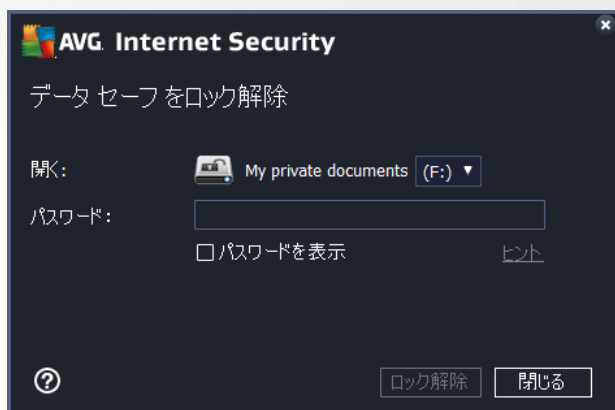 AVG. Internet Security
データ セーフ をロック解除
開く: My private documents (F:)
パスワード:
パスワードを表示 ヒント
ロック解除 閉じる